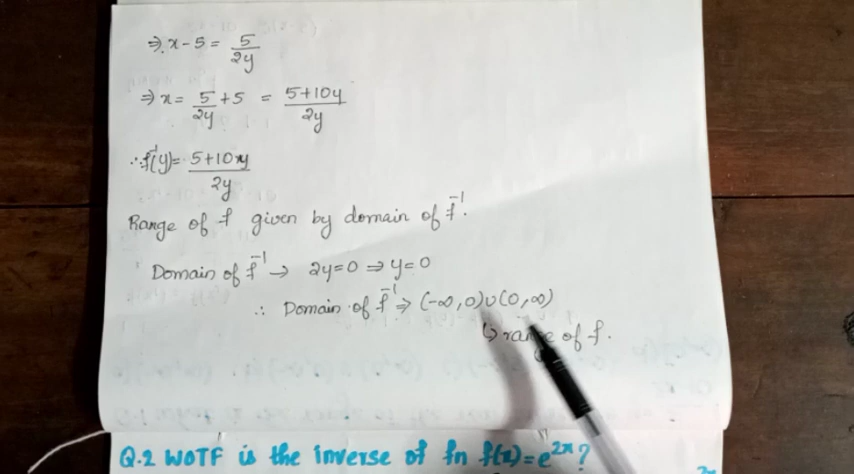 ⇒ x-5 = 5/2y
⇒ x = 5/2y + 5 = 5+10y/2y
∴ f⁻¹(y) = 5+10y/2y
Range of f given by domain of f⁻¹.
Domain of f⁻¹ → 2y=0 ⇒ y=0
∴ Domain of f⁻¹ ⇒ (-∞,0)∪(0,∞)
↳ range of f.
Q.2 WOTF is the inverse of fn f(x)=e^2x?